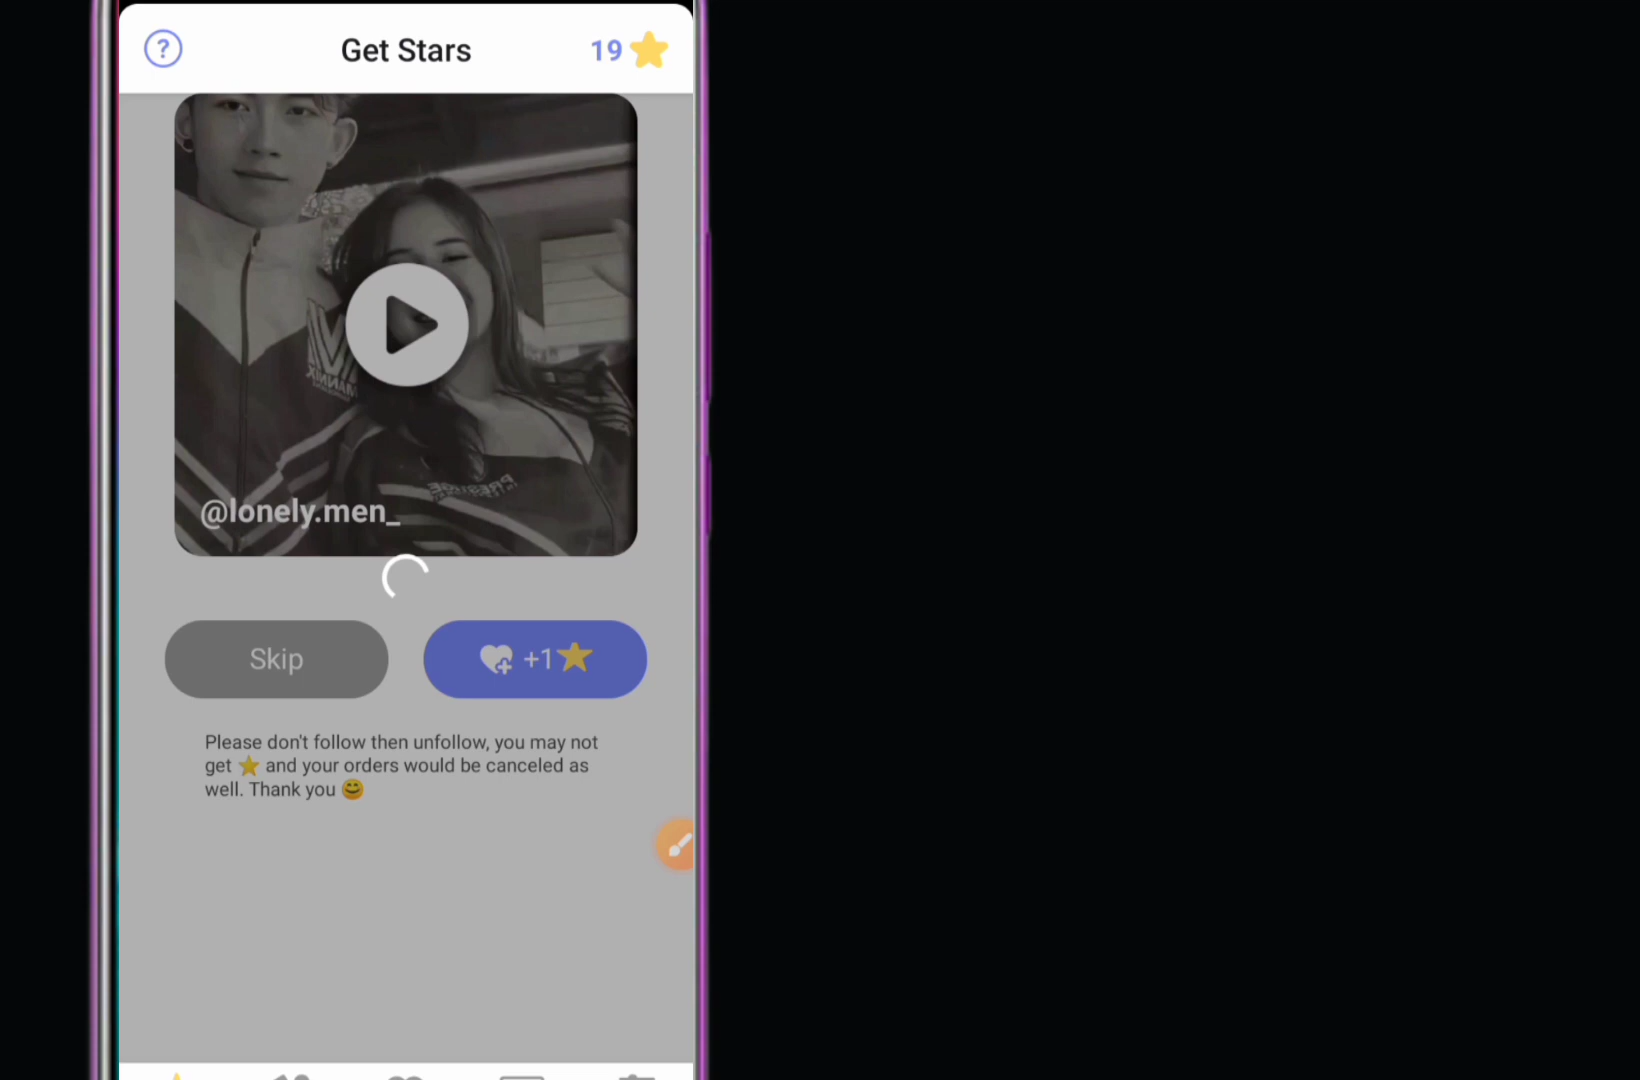 ?
Get Stars
19
@lonely.men_
Skip
+1
Please don't follow then unfollow, you may not
get ⭐ and your orders would be canceled as
well. Thank you 😊